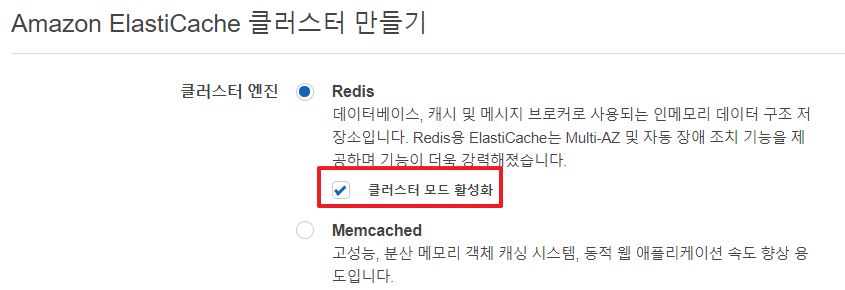 Amazon ElastiCache 클러스터 만들기
클러스터 엔진
Redis
데이터베이스, 캐시 및 메시지 브로커로 사용되는 인메모리 데이터 구조 저
장소입니다. Redis용 ElastiCache는 Multi-AZ 및 자동 장애 조치 기능을 제
공하며 기능이 더욱 강력해졌습니다.
클러스터 모드 활성화
Memcached
고성능, 분산 메모리 객체 캐싱 시스템, 동적 웹 애플리케이션 속도 향상 용
도입니다.